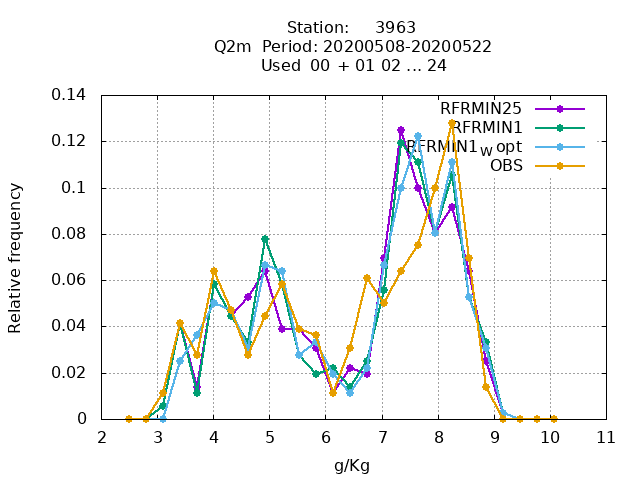 Station:     3963
Q2m  Period: 20200508-20200522
Used  00  + 01 02 ... 24
RFRMIN25
RFRMIN1
RFRMIN1_W opt
OBS
0.14
0.12
0.1
0.08
0.06
0.04
0.02
0
Relative frequency
2 3 4 5 6 7 8 9 10 11
g/Kg